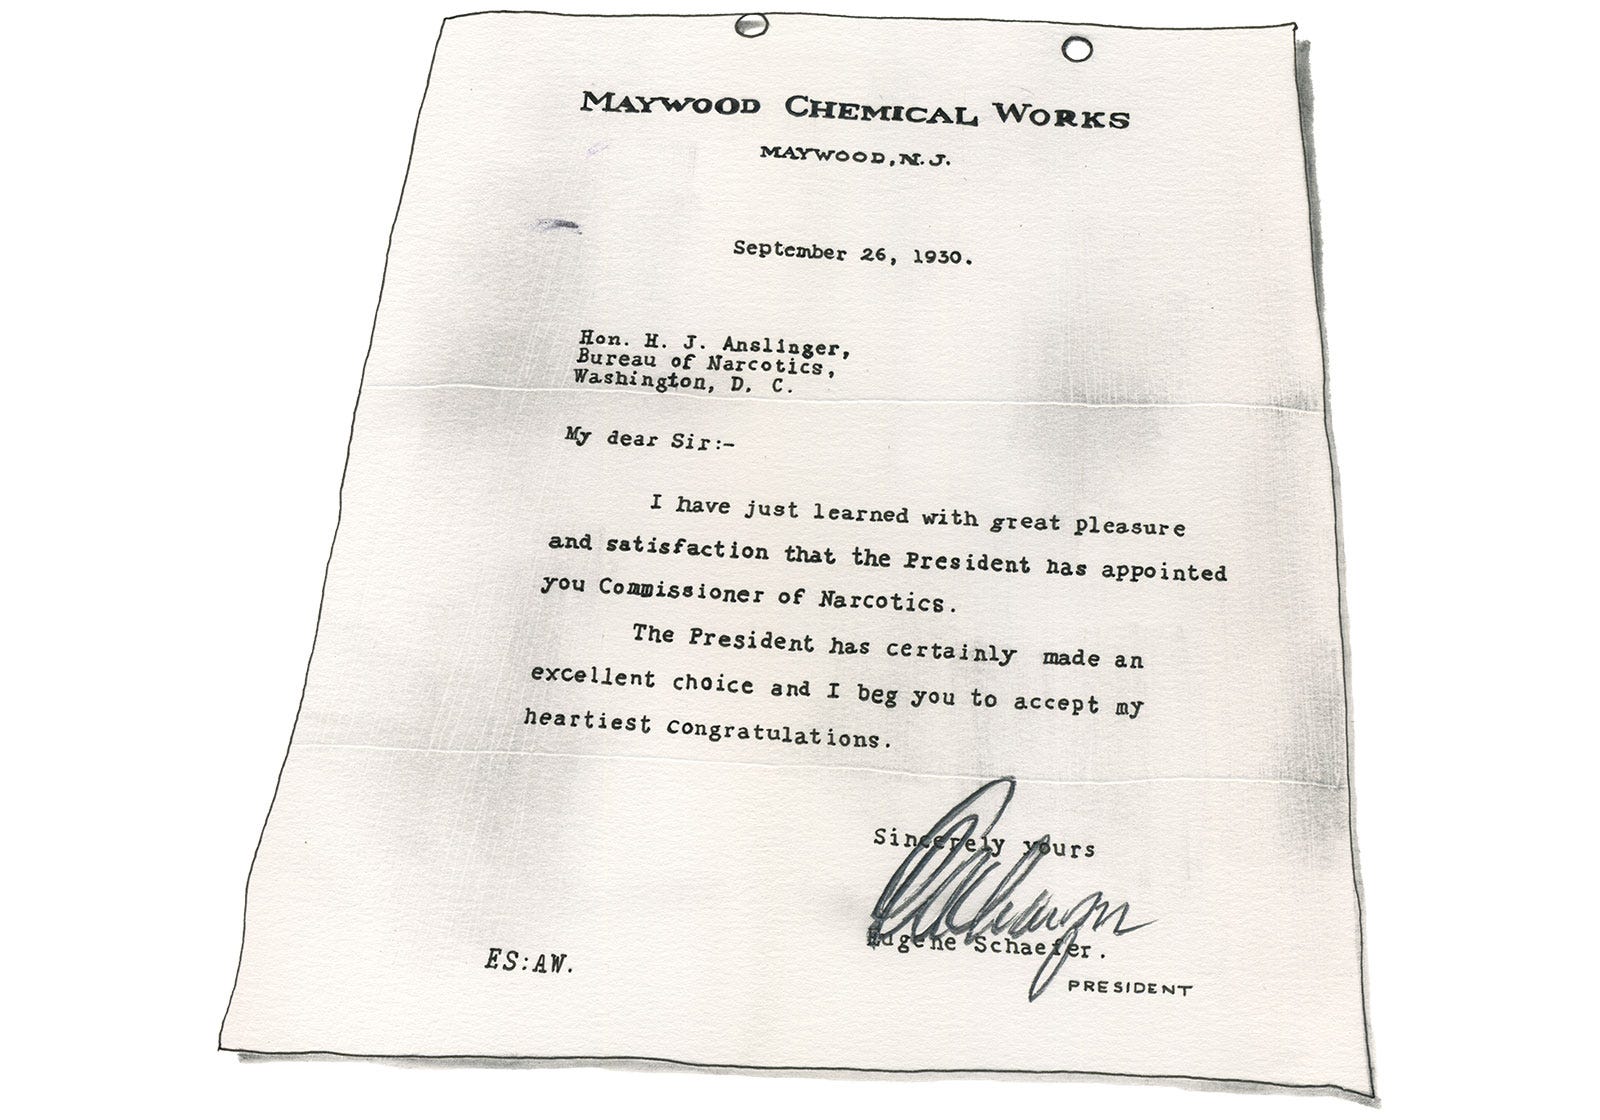 MAYWOOD CHEMICAL WORKS
MAYWOOD, N. J.
September 26, 1930.
Hon. H. J. Anslinger,
Bureau of Narcotics,
Washington, D. C.
My dear Sir:-
I have just learned with great pleasure
and satisfaction that the President has appointed
you Commissioner of Narcotics.
The President has certainly made an
excellent choice and I beg you to accept my
heartiest congratulations.
Sincerely yours
Eugene Schaefer.
PRESIDENT
ES:AW.